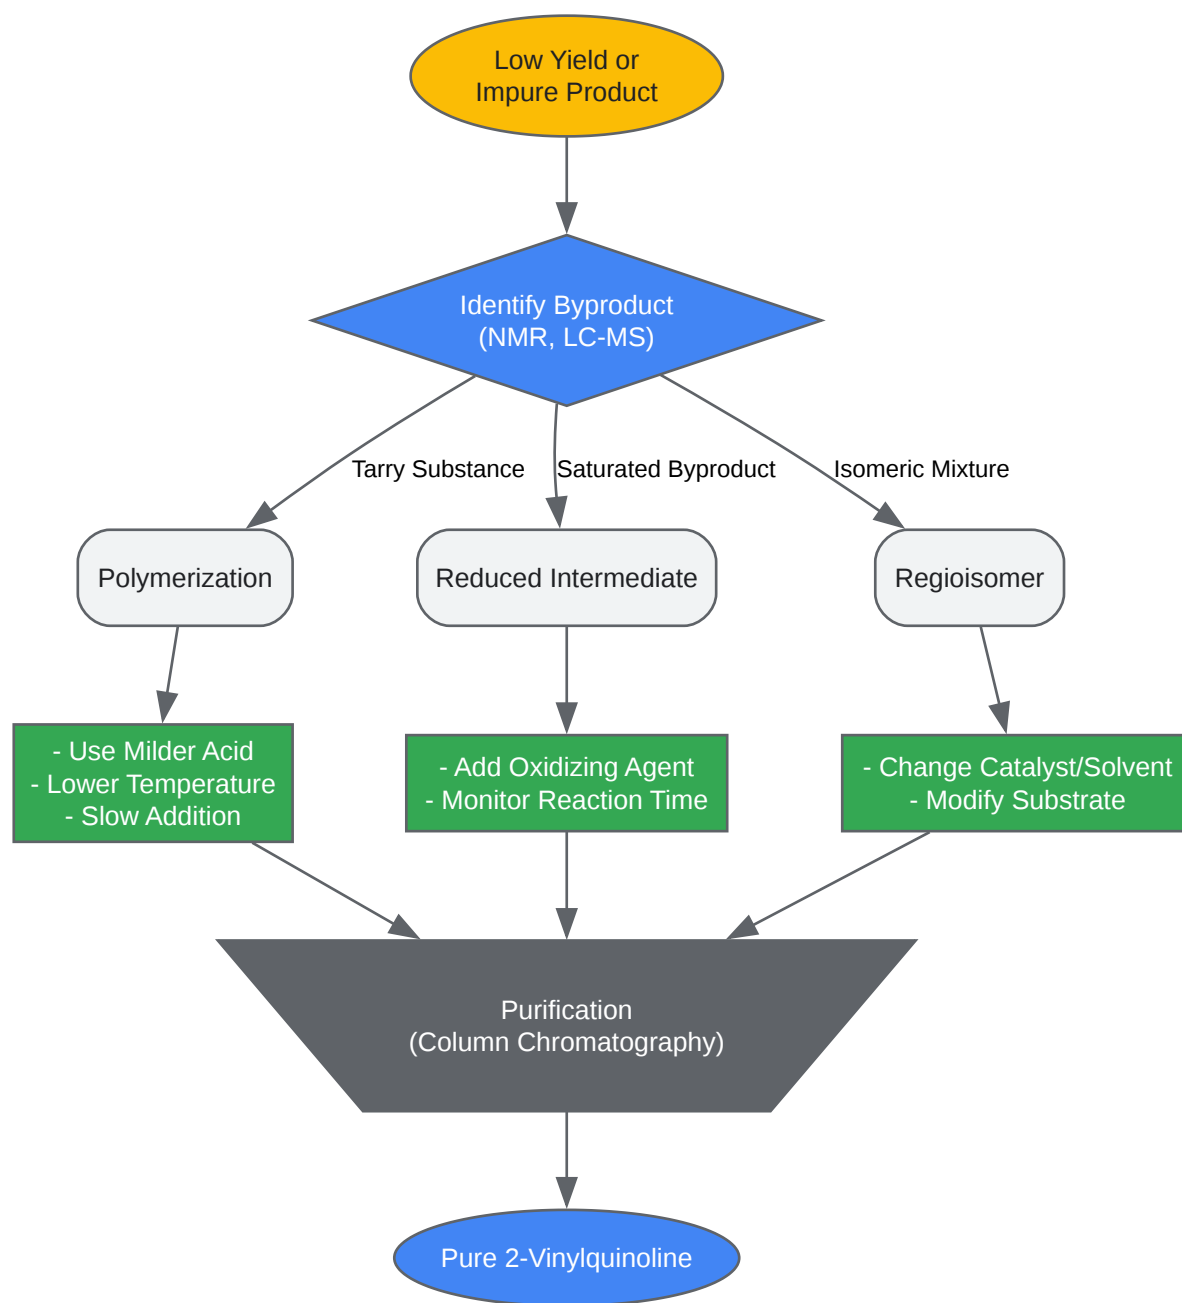 Low Yield or
Impure Product
Identify Byproduct
(NMR, LC-MS)
Tarry Substance
Saturated Byproduct
Isomeric Mixture
Polymerization
Reduced Intermediate
Regioisomer
- Use Milder Acid
- Lower Temperature
- Slow Addition
- Add Oxidizing Agent
- Monitor Reaction Time
- Change Catalyst/Solvent
- Modify Substrate
Purification
(Column Chromatography)
Pure 2-Vinylquinoline